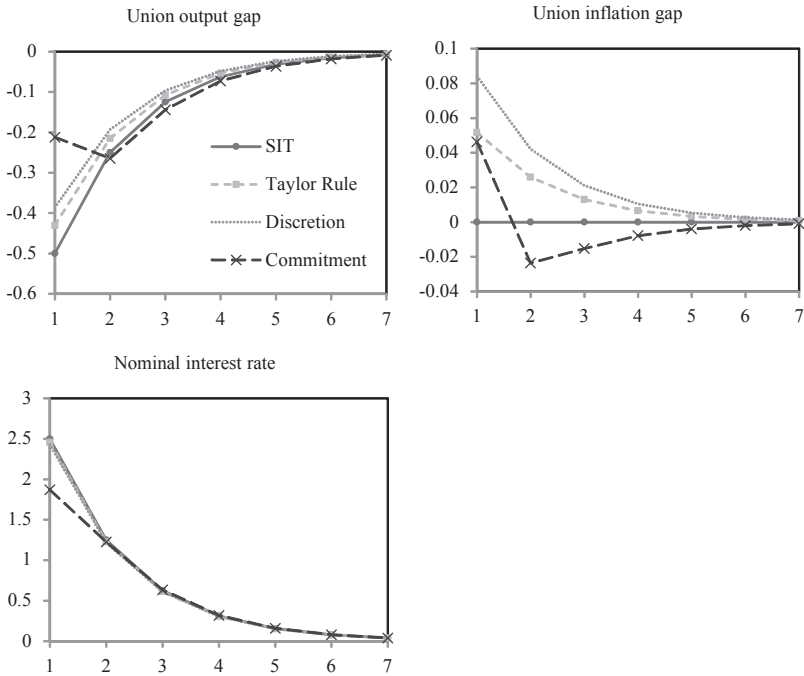 Union output gap
0
-0.1
-0.2
-0.3
-0.4
-0.5
-0.6
1 2 3 4 5 6 7
SIT
Taylor Rule
Discretion
Commitment
Union inflation gap
0.1
0.08
0.06
0.04
0.02
0
-0.02
-0.04
1 2 3 4 5 6 7
Nominal interest rate
3
2.5
2
1.5
1
0.5
0
1 2 3 4 5 6 7